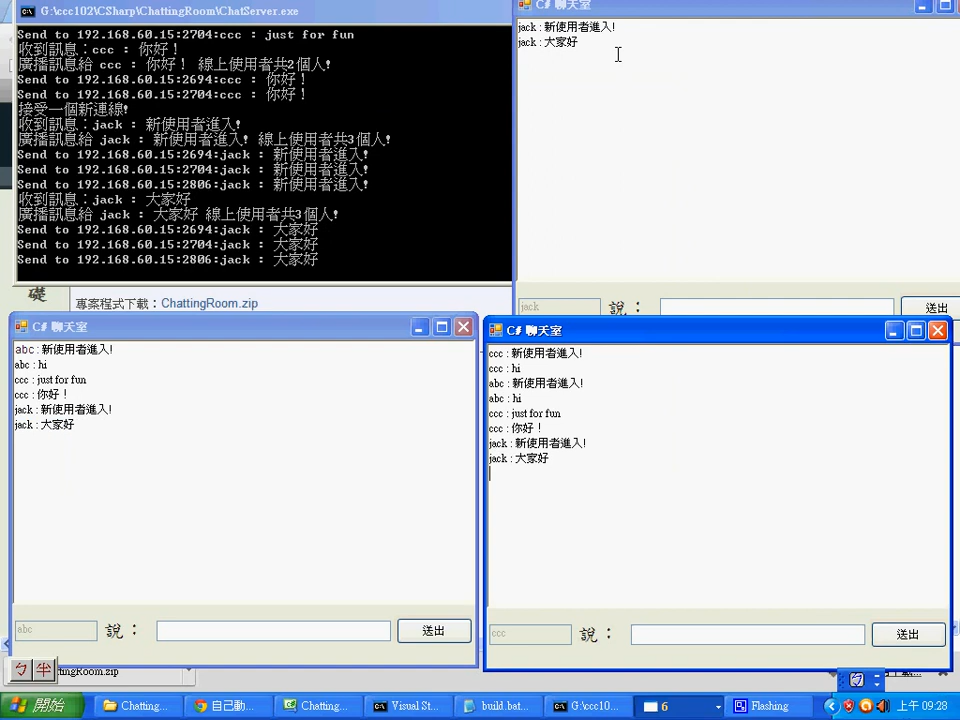 G:\ccc102\CSharp\ChattingRoom\ChatServer.exe
Send to 192.168.60.15:2704:ccc : just for fun
收到訊息：ccc : 你好！
廣播訊息給 ccc : 你好！ 線上使用者共2個人!
Send to 192.168.60.15:2694:ccc : 你好！
Send to 192.168.60.15:2704:ccc : 你好！
接受一個新連線!
收到訊息：jack : 新使用者進入!
廣播訊息給 jack : 新使用者進入! 線上使用者共3個人!
Send to 192.168.60.15:2694:jack : 新使用者進入!
Send to 192.168.60.15:2704:jack : 新使用者進入!
Send to 192.168.60.15:2806:jack : 新使用者進入!
收到訊息：jack : 大家好
廣播訊息給 jack : 大家好 線上使用者共3個人!
Send to 192.168.60.15:2694:jack : 大家好
Send to 192.168.60.15:2704:jack : 大家好
Send to 192.168.60.15:2806:jack : 大家好
C# 聊天室
jack : 新使用者進入!
jack : 大家好
jack 說： 送出
礎
專案程式下載：ChattingRoom.zip
C# 聊天室
abc : 新使用者進入!
abc : hi
ccc : just for fun
ccc : 你好！
jack : 新使用者進入!
jack : 大家好
abc 說： 送出
C# 聊天室
ccc : 新使用者進入!
ccc : hi
abc : 新使用者進入!
abc : hi
ccc : just for fun
ccc : 你好！
jack : 新使用者進入!
jack : 大家好
ccc 說： 送出
ㄅ 半 tingRoom.zip
開始 Chatting... 自己動... Chatting... Visual St... build.bat... G:\ccc10... 6 Flashing 上午 09:28